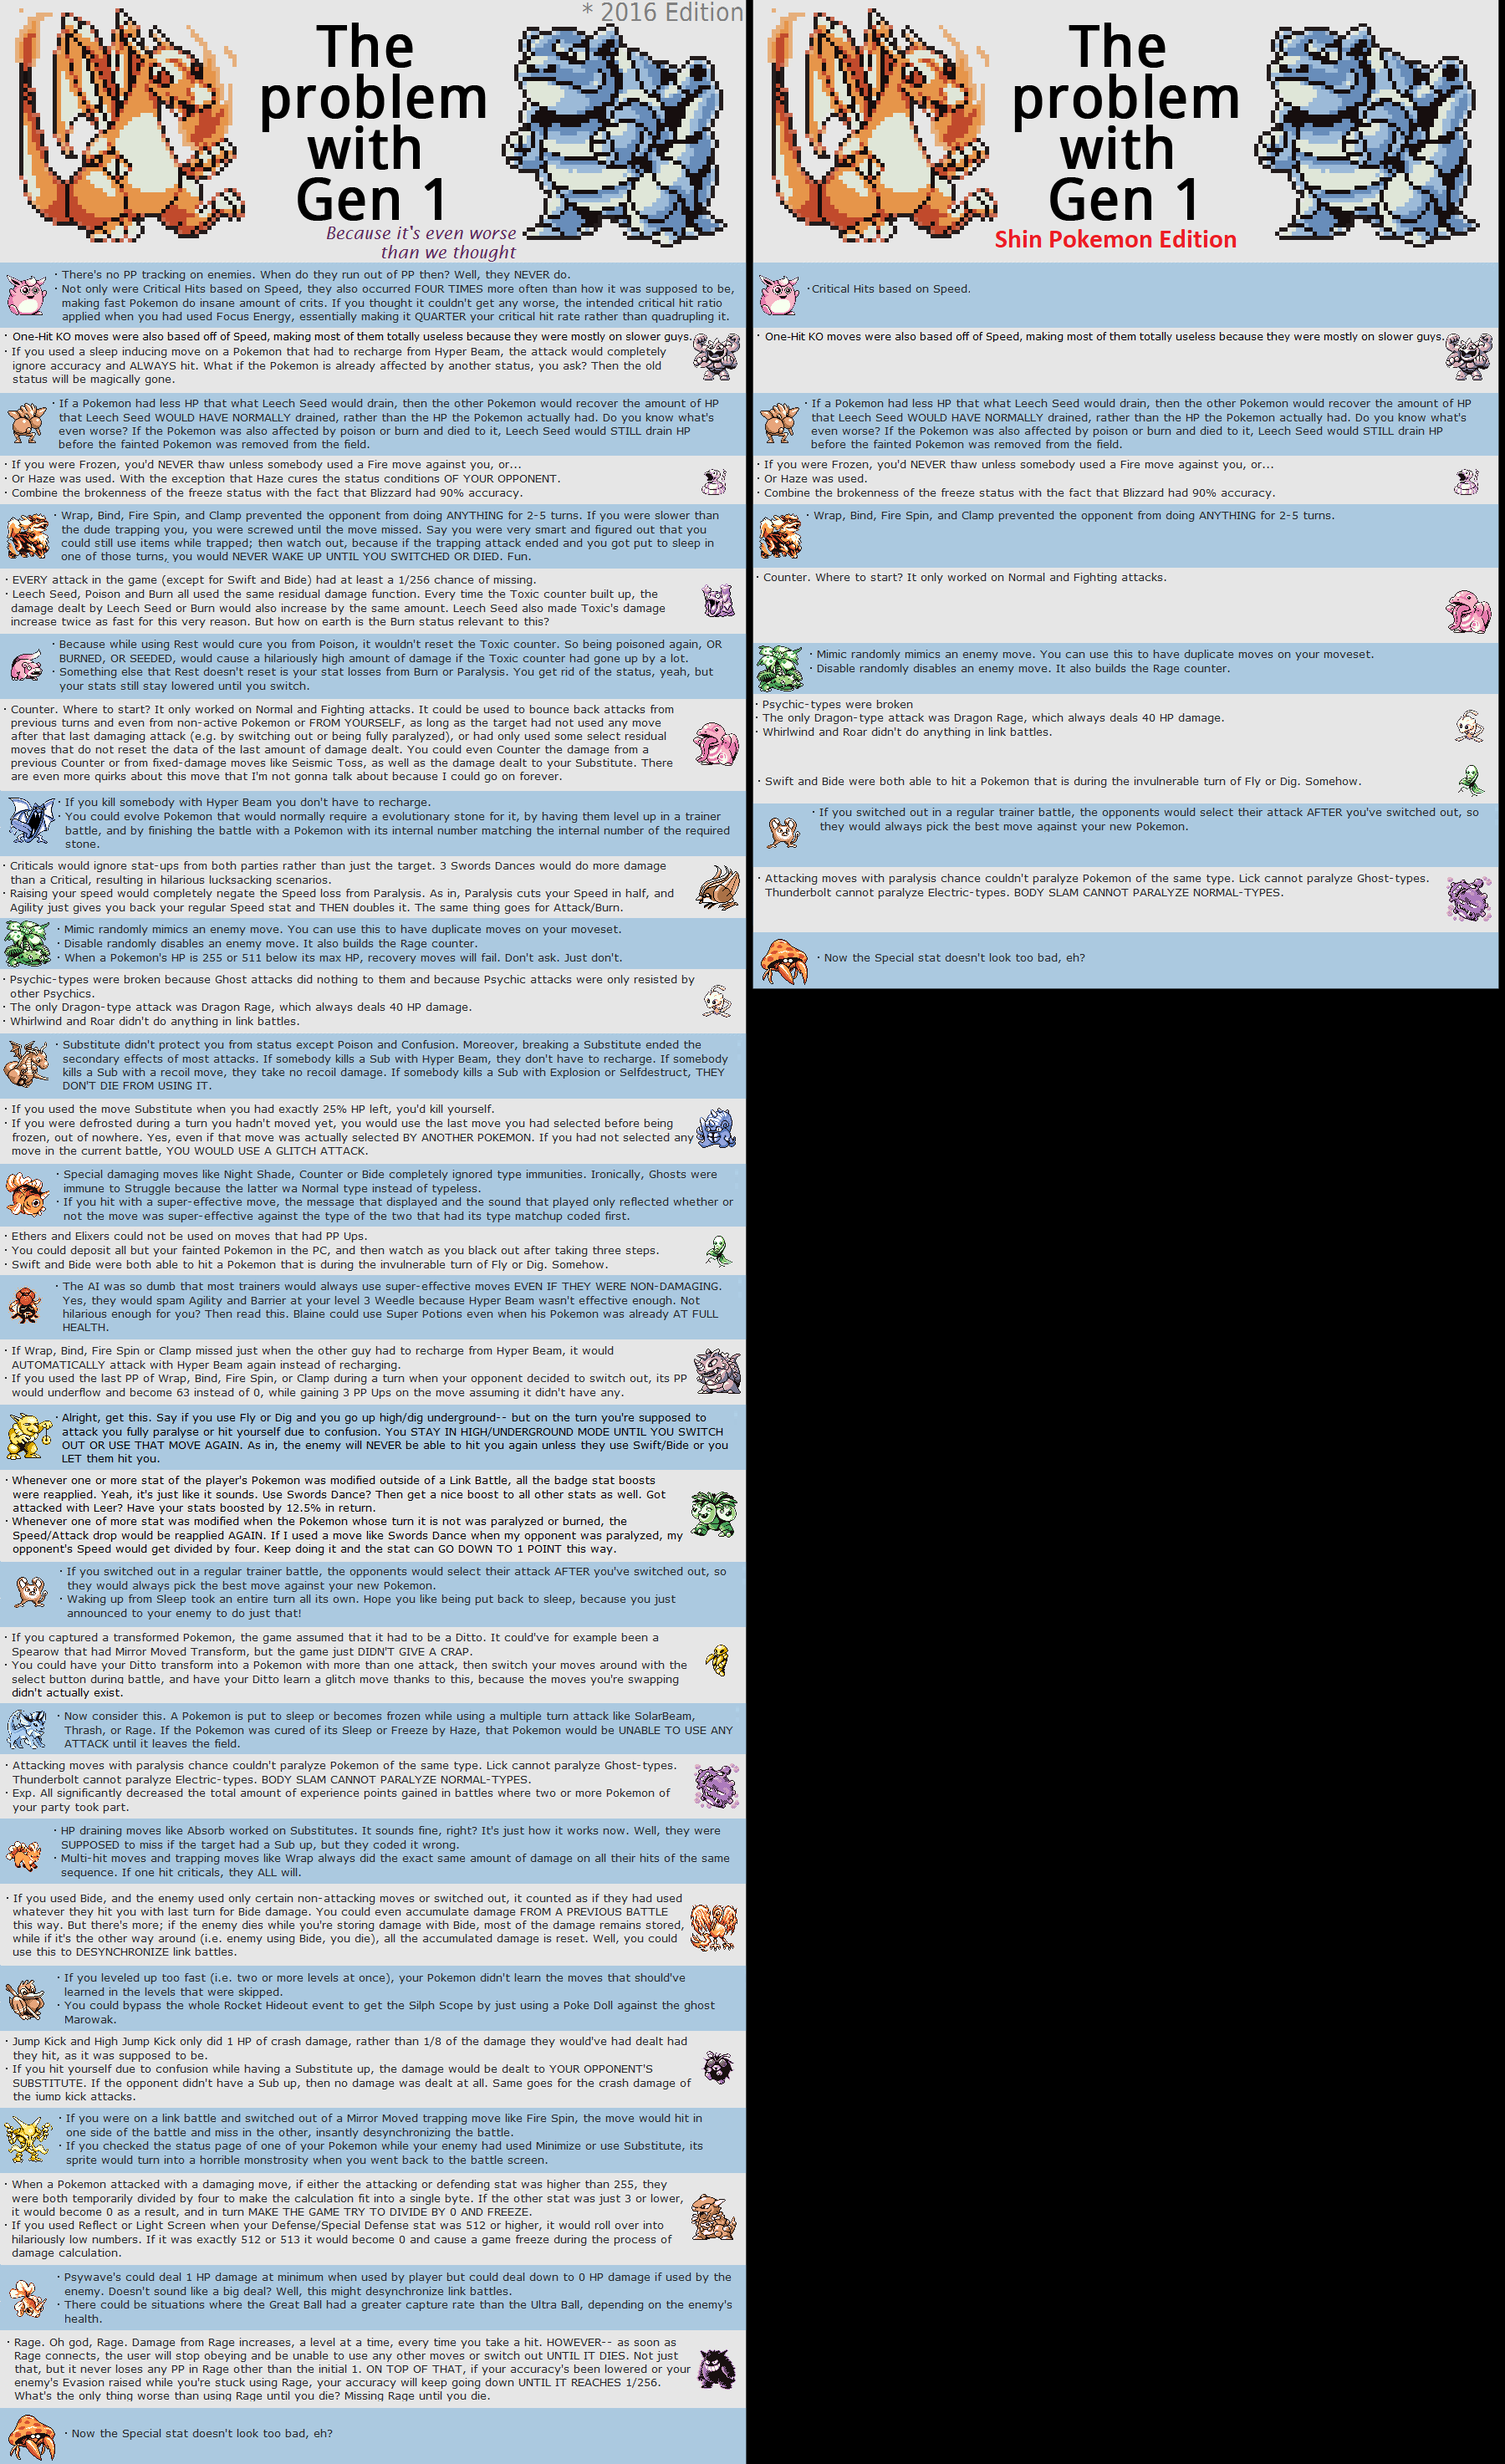 * 2016 Edition
The
problem
with
Gen 1
Because it's even worse
than we thought
· There's no PP tracking on enemies. When do they run out of PP then? Well, they NEVER do.
· Not only were Critical Hits based on Speed, they also occurred FOUR TIMES more often than how it was supposed to be,
making fast Pokemon do insane amount of crits. If you thought it couldn't get any worse, the intended critical hit ratio
applied when you had used Focus Energy, essentially making it QUARTER your critical hit rate rather than quadrupling it.
· One-Hit KO moves were also based off of Speed, making most of them totally useless because they were mostly on slower guys.
· If you used a sleep inducing move on a Pokemon that had to recharge from Hyper Beam, the attack would completely
ignore accuracy and ALWAYS hit. What if the Pokemon is already affected by another status, you ask? Then the old
status will be magically gone.
· If a Pokemon had less HP that what Leech Seed would drain, then the other Pokemon would recover the amount of HP
that Leech Seed WOULD HAVE NORMALLY drained, rather than the HP the Pokemon actually had. Do you know what's
even worse? If the Pokemon was also affected by poison or burn and died to it, Leech Seed would STILL drain HP
before the fainted Pokemon was removed from the field.
· If you were Frozen, you'd NEVER thaw unless somebody used a Fire move against you, or...
· Or Haze was used. With the exception that Haze cures the status conditions OF YOUR OPPONENT.
· Combine the brokenness of the freeze status with the fact that Blizzard had 90% accuracy.
· Wrap, Bind, Fire Spin, and Clamp prevented the opponent from doing ANYTHING for 2-5 turns. If you were slower than
the dude trapping you, you were screwed until the move missed. Say you were very smart and figured out that you
could still use items while trapped; then watch out, because if the trapping attack ended and you got put to sleep in
one of those turns, you would NEVER WAKE UP UNTIL YOU SWITCHED OR DIED. Fun.
· EVERY attack in the game (except for Swift and Bide) had at least a 1/256 chance of missing.
· Leech Seed, Poison and Burn all used the same residual damage function. Every time the Toxic counter built up, the
damage dealt by Leech Seed or Burn would also increase by the same amount. Leech Seed also made Toxic's damage
increase twice as fast for this very reason. But how on earth is the Burn status relevant to this?
· Because while using Rest would cure you from Poison, it wouldn't reset the Toxic counter. So being poisoned again, OR
BURNED, OR SEEDED, would cause a hilariously high amount of damage if the Toxic counter had gone up by a lot.
· Something else that Rest doesn't reset is your stat losses from Burn or Paralysis. You get rid of the status, yeah, but
your stats still stay lowered until you switch.
· Counter. Where to start? It only worked on Normal and Fighting attacks. It could be used to bounce back attacks from
previous turns and even from non-active Pokemon or FROM YOURSELF, as long as the target had not used any move
after that last damaging attack (e.g. by switching out or being fully paralyzed), or had only used some select residual
moves that do not reset the data of the last amount of damage dealt. You could even Counter the damage from a
previous Counter or from fixed-damage moves like Seismic Toss, as well as the damage dealt to your Substitute. There
are even more quirks about this move that I'm not gonna talk about because I could go on forever.
· If you kill somebody with Hyper Beam you don't have to recharge.
· You could evolve Pokemon that would normally require a evolutionary stone for it, by having them level up in a trainer
battle, and by finishing the battle with a Pokemon with its internal number matching the internal number of the required
stone.
· Criticals would ignore stat-ups from both parties rather than just the target. 3 Swords Dances would do more damage
than a Critical, resulting in hilarious lucksacking scenarios.
· Raising your speed would completely negate the Speed loss from Paralysis. As in, Paralysis cuts your Speed in half, and
Agility just gives you back your regular Speed stat and THEN doubles it. The same thing goes for Attack/Burn.
· Mimic randomly mimics an enemy move. You can use this to have duplicate moves on your moveset.
· Disable randomly disables an enemy move. It also builds the Rage counter.
· When a Pokemon's HP is 255 or 511 below its max HP, recovery moves will fail. Don't ask. Just don't.
· Psychic-types were broken because Ghost attacks did nothing to them and because Psychic attacks were only resisted by
other Psychics.
· The only Dragon-type attack was Dragon Rage, which always deals 40 HP damage.
· Whirlwind and Roar didn't do anything in link battles.
· Substitute didn't protect you from status except Poison and Confusion. Moreover, breaking a Substitute ended the
secondary effects of most attacks. If somebody kills a Sub with Hyper Beam, they don't have to recharge. If somebody
kills a Sub with a recoil move, they take no recoil damage. If somebody kills a Sub with Explosion or Selfdestruct, THEY
DON'T DIE FROM USING IT.
· If you used the move Substitute when you had exactly 25% HP left, you'd kill yourself.
· If you were defrosted during a turn you hadn't moved yet, you would use the last move you had selected before being
frozen, out of nowhere. Yes, even if that move was actually selected BY ANOTHER POKEMON. If you had not selected any
move in the current battle, YOU WOULD USE A GLITCH ATTACK.
· Special damaging moves like Night Shade, Counter or Bide completely ignored type immunities. Ironically, Ghosts were
immune to Struggle because the latter wa Normal type instead of typeless.
· If you hit with a super-effective move, the message that displayed and the sound that played only reflected whether or
not the move was super-effective against the type of the two that had its type matchup coded first.
· Ethers and Elixers could not be used on moves that had PP Ups.
· You could deposit all but your fainted Pokemon in the PC, and then watch as you black out after taking three steps.
· Swift and Bide were both able to hit a Pokemon that is during the invulnerable turn of Fly or Dig. Somehow.
· The AI was so dumb that most trainers would always use super-effective moves EVEN IF THEY WERE NON-DAMAGING.
Yes, they would spam Agility and Barrier at your level 3 Weedle because Hyper Beam wasn't effective enough. Not
hilarious enough for you? Then read this. Blaine could use Super Potions even when his Pokemon was already AT FULL
HEALTH.
· If Wrap, Bind, Fire Spin or Clamp missed just when the other guy had to recharge from Hyper Beam, it would
AUTOMATICALLY attack with Hyper Beam again instead of recharging.
· If you used the last PP of Wrap, Bind, Fire Spin, or Clamp during a turn when your opponent decided to switch out, its PP
would underflow and become 63 instead of 0, while gaining 3 PP Ups on the move assuming it didn't have any.
· Alright, get this. Say if you use Fly or Dig and you go up high/dig underground-- but on the turn you're supposed to
attack you fully paralyse or hit yourself due to confusion. You STAY IN HIGH/UNDERGROUND MODE UNTIL YOU SWITCH
OUT OR USE THAT MOVE AGAIN. As in, the enemy will NEVER be able to hit you again unless they use Swift/Bide or you
LET them hit you.
· Whenever one or more stat of the player's Pokemon was modified outside of a Link Battle, all the badge stat boosts
were reapplied. Yeah, it's just like it sounds. Use Swords Dance? Then get a nice boost to all other stats as well. Got
attacked with Leer? Have your stats boosted by 12.5% in return.
· Whenever one of more stat was modified when the Pokemon whose turn it is not was paralyzed or burned, the
Speed/Attack drop would be reapplied AGAIN. If I used a move like Swords Dance when my opponent was paralyzed, my
opponent's Speed would get divided by four. Keep doing it and the stat can GO DOWN TO 1 POINT this way.
· If you switched out in a regular trainer battle, the opponents would select their attack AFTER you've switched out, so
they would always pick the best move against your new Pokemon.
· Waking up from Sleep took an entire turn all its own. Hope you like being put back to sleep, because you just
announced to your enemy to do just that!
· If you captured a transformed Pokemon, the game assumed that it had to be a Ditto. It could've for example been a
Spearow that had Mirror Moved Transform, but the game just DIDN'T GIVE A CRAP.
· You could have your Ditto transform into a Pokemon with more than one attack, then switch your moves around with the
select button during battle, and have your Ditto learn a glitch move thanks to this, because the moves you're swapping
didn't actually exist.
· Now consider this. A Pokemon is put to sleep or becomes frozen while using a multiple turn attack like SolarBeam,
Thrash, or Rage. If the Pokemon was cured of its Sleep or Freeze by Haze, that Pokemon would be UNABLE TO USE ANY
ATTACK until it leaves the field.
· Attacking moves with paralysis chance couldn't paralyze Pokemon of the same type. Lick cannot paralyze Ghost-types.
Thunderbolt cannot paralyze Electric-types. BODY SLAM CANNOT PARALYZE NORMAL-TYPES.
· Exp. All significantly decreased the total amount of experience points gained in battles where two or more Pokemon of
your party took part.
· HP draining moves like Absorb worked on Substitutes. It sounds fine, right? It's just how it works now. Well, they were
SUPPOSED to miss if the target had a Sub up, but they coded it wrong.
· Multi-hit moves and trapping moves like Wrap always did the exact same amount of damage on all their hits of the same
sequence. If one hit criticals, they ALL will.
· If you used Bide, and the enemy used only certain non-attacking moves or switched out, it counted as if they had used
whatever they hit you with last turn for Bide damage. You could even accumulate damage FROM A PREVIOUS BATTLE
this way. But there's more; if the enemy dies while you're storing damage with Bide, most of the damage remains stored,
while if it's the other way around (i.e. enemy using Bide, you die), all the accumulated damage is reset. Well, you could
use this to DESYNCHRONIZE link battles.
· If you leveled up too fast (i.e. two or more levels at once), your Pokemon didn't learn the moves that should've
learned in the levels that were skipped.
· You could bypass the whole Rocket Hideout event to get the Silph Scope by just using a Poke Doll against the ghost
Marowak.
· Jump Kick and High Jump Kick only did 1 HP of crash damage, rather than 1/8 of the damage they would've had dealt had
they hit, as it was supposed to be.
· If you hit yourself due to confusion while having a Substitute up, the damage would be dealt to YOUR OPPONENT'S
SUBSTITUTE. If the opponent didn't have a Sub up, then no damage was dealt at all. Same goes for the crash damage of
the jump kick attacks.
· If you were on a link battle and switched out of a Mirror Moved trapping move like Fire Spin, the move would hit in
one side of the battle and miss in the other, insantly desynchronizing the battle.
· If you checked the status page of one of your Pokemon while your enemy had used Minimize or use Substitute, its
sprite would turn into a horrible monstrosity when you went back to the battle screen.
· When a Pokemon attacked with a damaging move, if either the attacking or defending stat was higher than 255, they
were both temporarily divided by four to make the calculation fit into a single byte. If the other stat was just 3 or lower,
it would become 0 as a result, and in turn MAKE THE GAME TRY TO DIVIDE BY 0 AND FREEZE.
· If you used Reflect or Light Screen when your Defense/Special Defense stat was 512 or higher, it would roll over into
hilariously low numbers. If it was exactly 512 or 513 it would become 0 and cause a game freeze during the process of
damage calculation.
· Psywave's could deal 1 HP damage at minimum when used by player but could deal down to 0 HP damage if used by the
enemy. Doesn't sound like a big deal? Well, this might desynchronize link battles.
· There could be situations where the Great Ball had a greater capture rate than the Ultra Ball, depending on the enemy's
health.
· Rage. Oh god, Rage. Damage from Rage increases, a level at a time, every time you take a hit. HOWEVER-- as soon as
Rage connects, the user will stop obeying and be unable to use any other moves or switch out UNTIL IT DIES. Not just
that, but it never loses any PP in Rage other than the initial 1. ON TOP OF THAT, if your accuracy's been lowered or your
enemy's Evasion raised while you're stuck using Rage, your accuracy will keep going down UNTIL IT REACHES 1/256.
What's the only thing worse than using Rage until you die? Missing Rage until you die.
· Now the Special stat doesn't look too bad, eh?
The
problem
with
Gen 1
Shin Pokemon Edition
·Critical Hits based on Speed.
· One-Hit KO moves were also based off of Speed, making most of them totally useless because they were mostly on slower guys.
· If a Pokemon had less HP that what Leech Seed would drain, then the other Pokemon would recover the amount of HP
that Leech Seed WOULD HAVE NORMALLY drained, rather than the HP the Pokemon actually had. Do you know what's
even worse? If the Pokemon was also affected by poison or burn and died to it, Leech Seed would STILL drain HP
before the fainted Pokemon was removed from the field.
· If you were Frozen, you'd NEVER thaw unless somebody used a Fire move against you, or...
· Or Haze was used.
· Combine the brokenness of the freeze status with the fact that Blizzard had 90% accuracy.
· Wrap, Bind, Fire Spin, and Clamp prevented the opponent from doing ANYTHING for 2-5 turns.
· Counter. Where to start? It only worked on Normal and Fighting attacks.
· Mimic randomly mimics an enemy move. You can use this to have duplicate moves on your moveset.
· Disable randomly disables an enemy move. It also builds the Rage counter.
· Psychic-types were broken
· The only Dragon-type attack was Dragon Rage, which always deals 40 HP damage.
· Whirlwind and Roar didn't do anything in link battles.
· Swift and Bide were both able to hit a Pokemon that is during the invulnerable turn of Fly or Dig. Somehow.
· If you switched out in a regular trainer battle, the opponents would select their attack AFTER you've switched out, so
they would always pick the best move against your new Pokemon.
· Attacking moves with paralysis chance couldn't paralyze Pokemon of the same type. Lick cannot paralyze Ghost-types.
Thunderbolt cannot paralyze Electric-types. BODY SLAM CANNOT PARALYZE NORMAL-TYPES.
· Now the Special stat doesn't look too bad, eh?